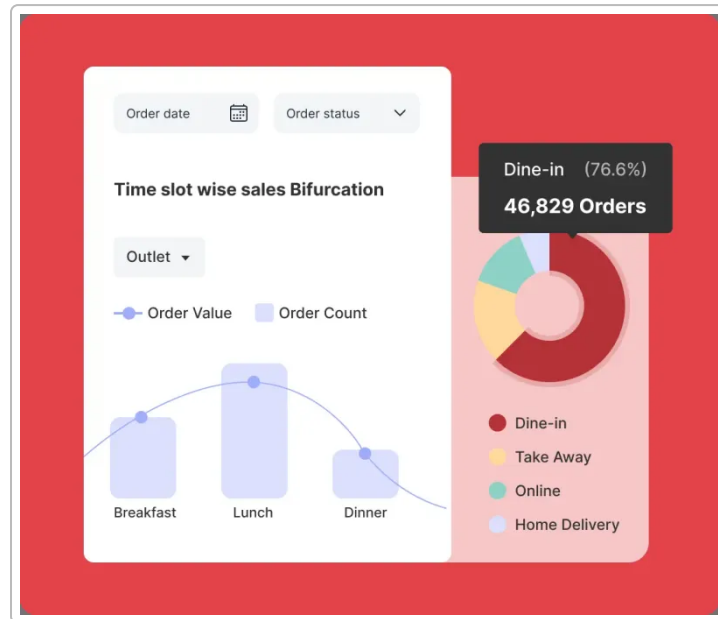 Order date
Order status
Time slot wise sales Bifurcation
Outlet
Order Value
Order Count
Breakfast
Lunch
Dinner
Dine-in (76.6%)
46,829 Orders
Dine-in
Take Away
Online
Home Delivery